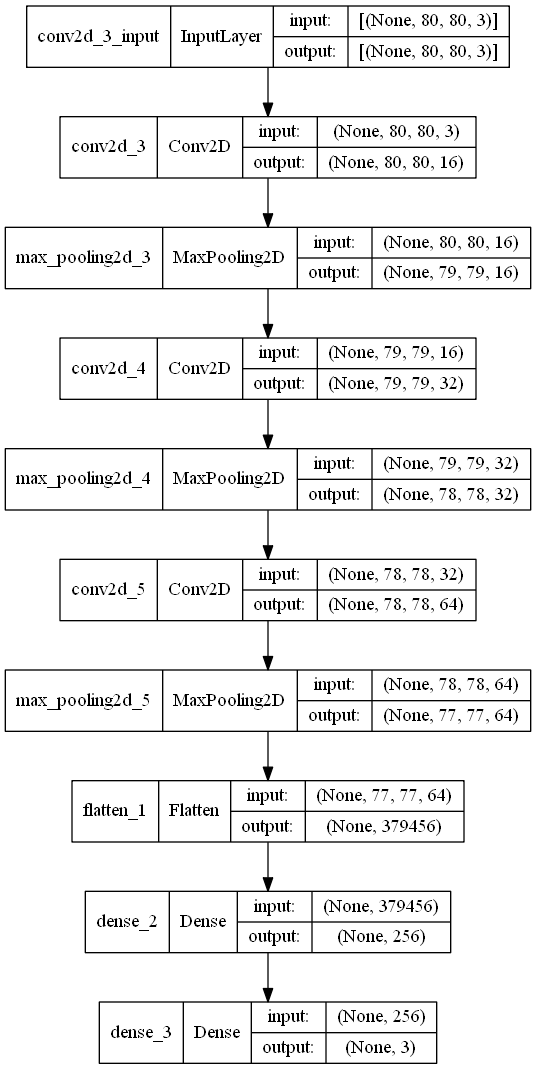 conv2d_3_input InputLayer input: [(None, 80, 80, 3)]
output: [(None, 80, 80, 3)]
conv2d_3 Conv2D input: (None, 80, 80, 3)
output: (None, 80, 80, 16)
max_pooling2d_3 MaxPooling2D input: (None, 80, 80, 16)
output: (None, 79, 79, 16)
conv2d_4 Conv2D input: (None, 79, 79, 16)
output: (None, 79, 79, 32)
max_pooling2d_4 MaxPooling2D input: (None, 79, 79, 32)
output: (None, 78, 78, 32)
conv2d_5 Conv2D input: (None, 78, 78, 32)
output: (None, 78, 78, 64)
max_pooling2d_5 MaxPooling2D input: (None, 78, 78, 64)
output: (None, 77, 77, 64)
flatten_1 Flatten input: (None, 77, 77, 64)
output: (None, 379456)
dense_2 Dense input: (None, 379456)
output: (None, 256)
dense_3 Dense input: (None, 256)
output: (None, 3)